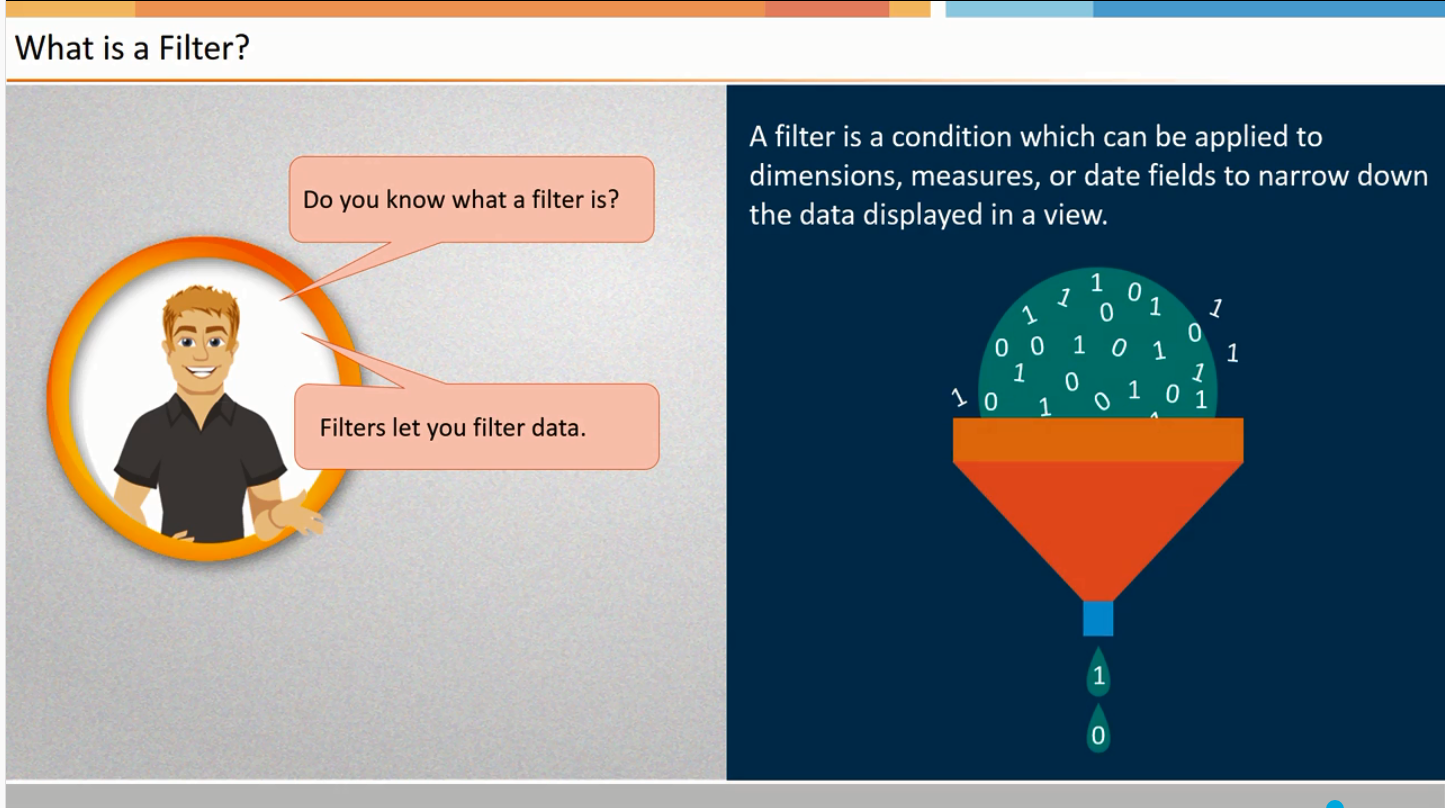 What is a Filter?
Do you know what a filter is?
Filters let you filter data.
A filter is a condition which can be applied to
dimensions, measures, or date fields to narrow down
the data displayed in a view.
1 1 1 0 1 1
0 0
0 0 1 0 1 1
1 0 1 1
1 0 1 0 0 1
1
0